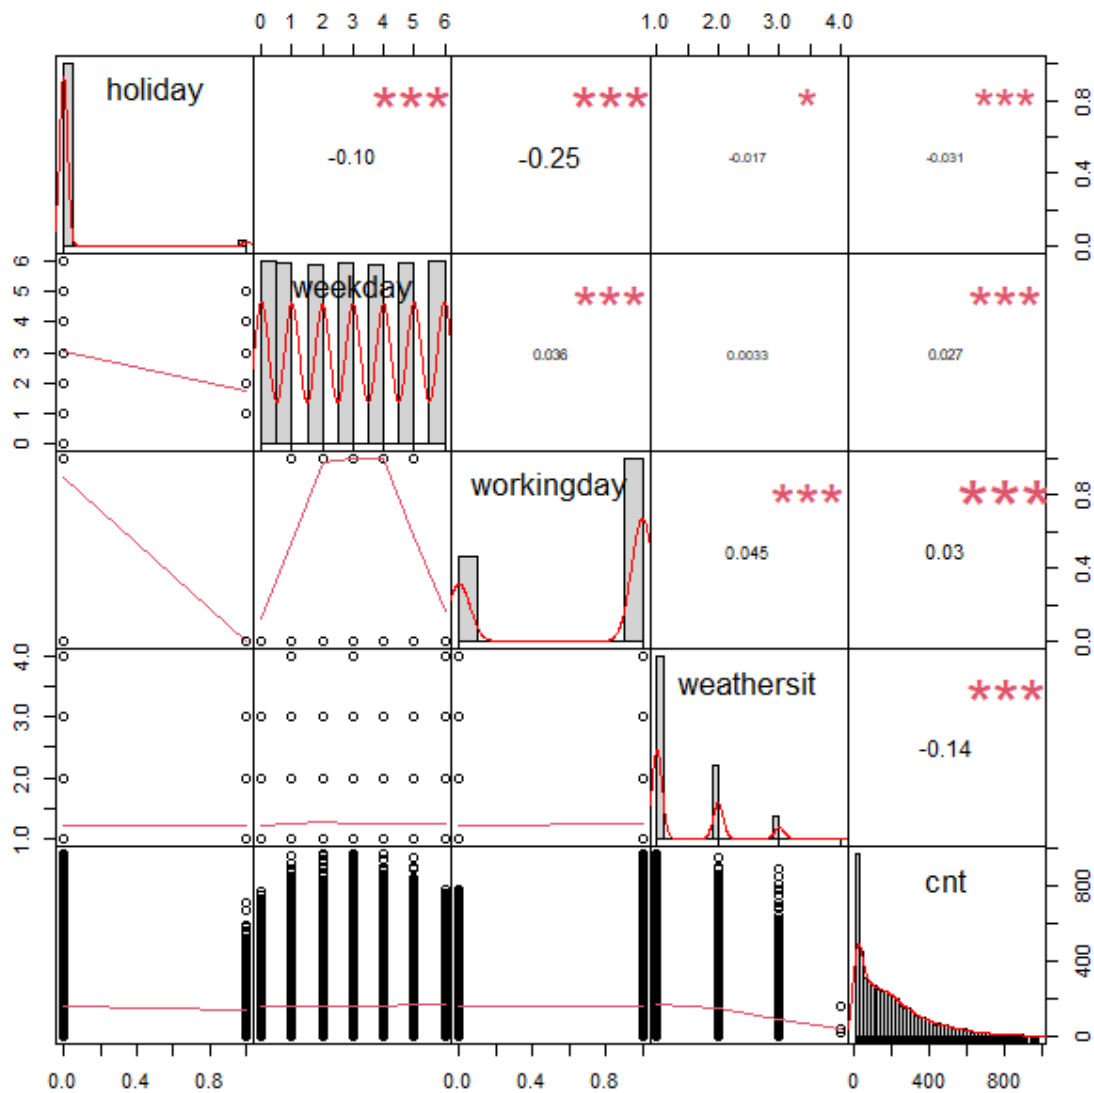 0 1 2 3 4 5 6 1.0 2.0 3.0 4.0
holiday *** *** * ***
-0.10 -0.25 -0.017 -0.031
0.0 0.4 0.8
weekday *** ***
0.036 0.0033 0.027
0 1 2 3 4 5 6
workingday *** ***
0.045 0.03
0.0 0.4 0.8
weathersit ***
-0.14
1.0 2.0 3.0 4.0
cnt
0 400 800
0.0 0.4 0.8 0.0 0.4 0.8 0 400 800